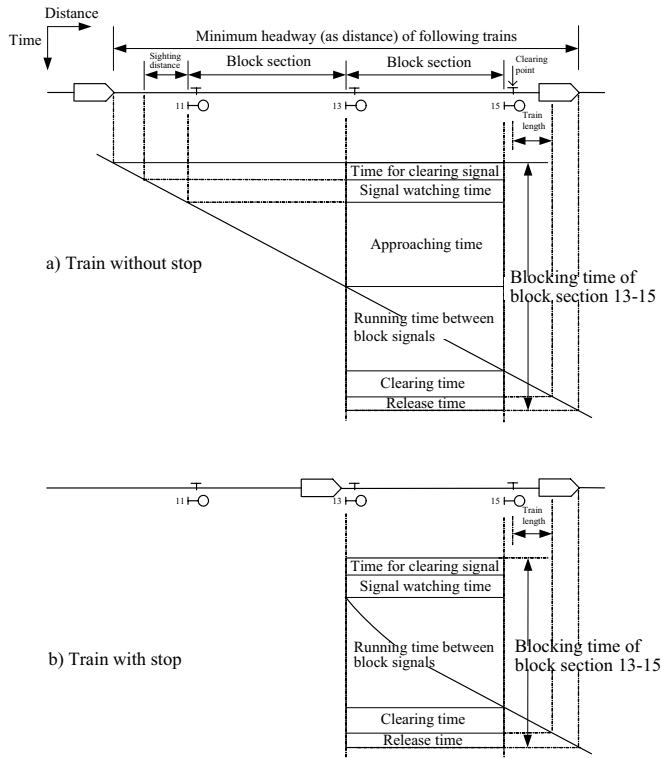 Distance
Time
Minimum headway (as distance) of following trains
Sighting
distance
Block section
Block section
Clearing
point
11
13
15
Train
length
Time for clearing signal
Signal watching time
Approaching time
a) Train without stop
Blocking time of
block section 13-15
Running time between
block signals
Clearing time
Release time
11
13
15
Train
length
Time for clearing signal
Signal watching time
Running time between
block signals
b) Train with stop
Blocking time of
block section 13-15
Clearing time
Release time